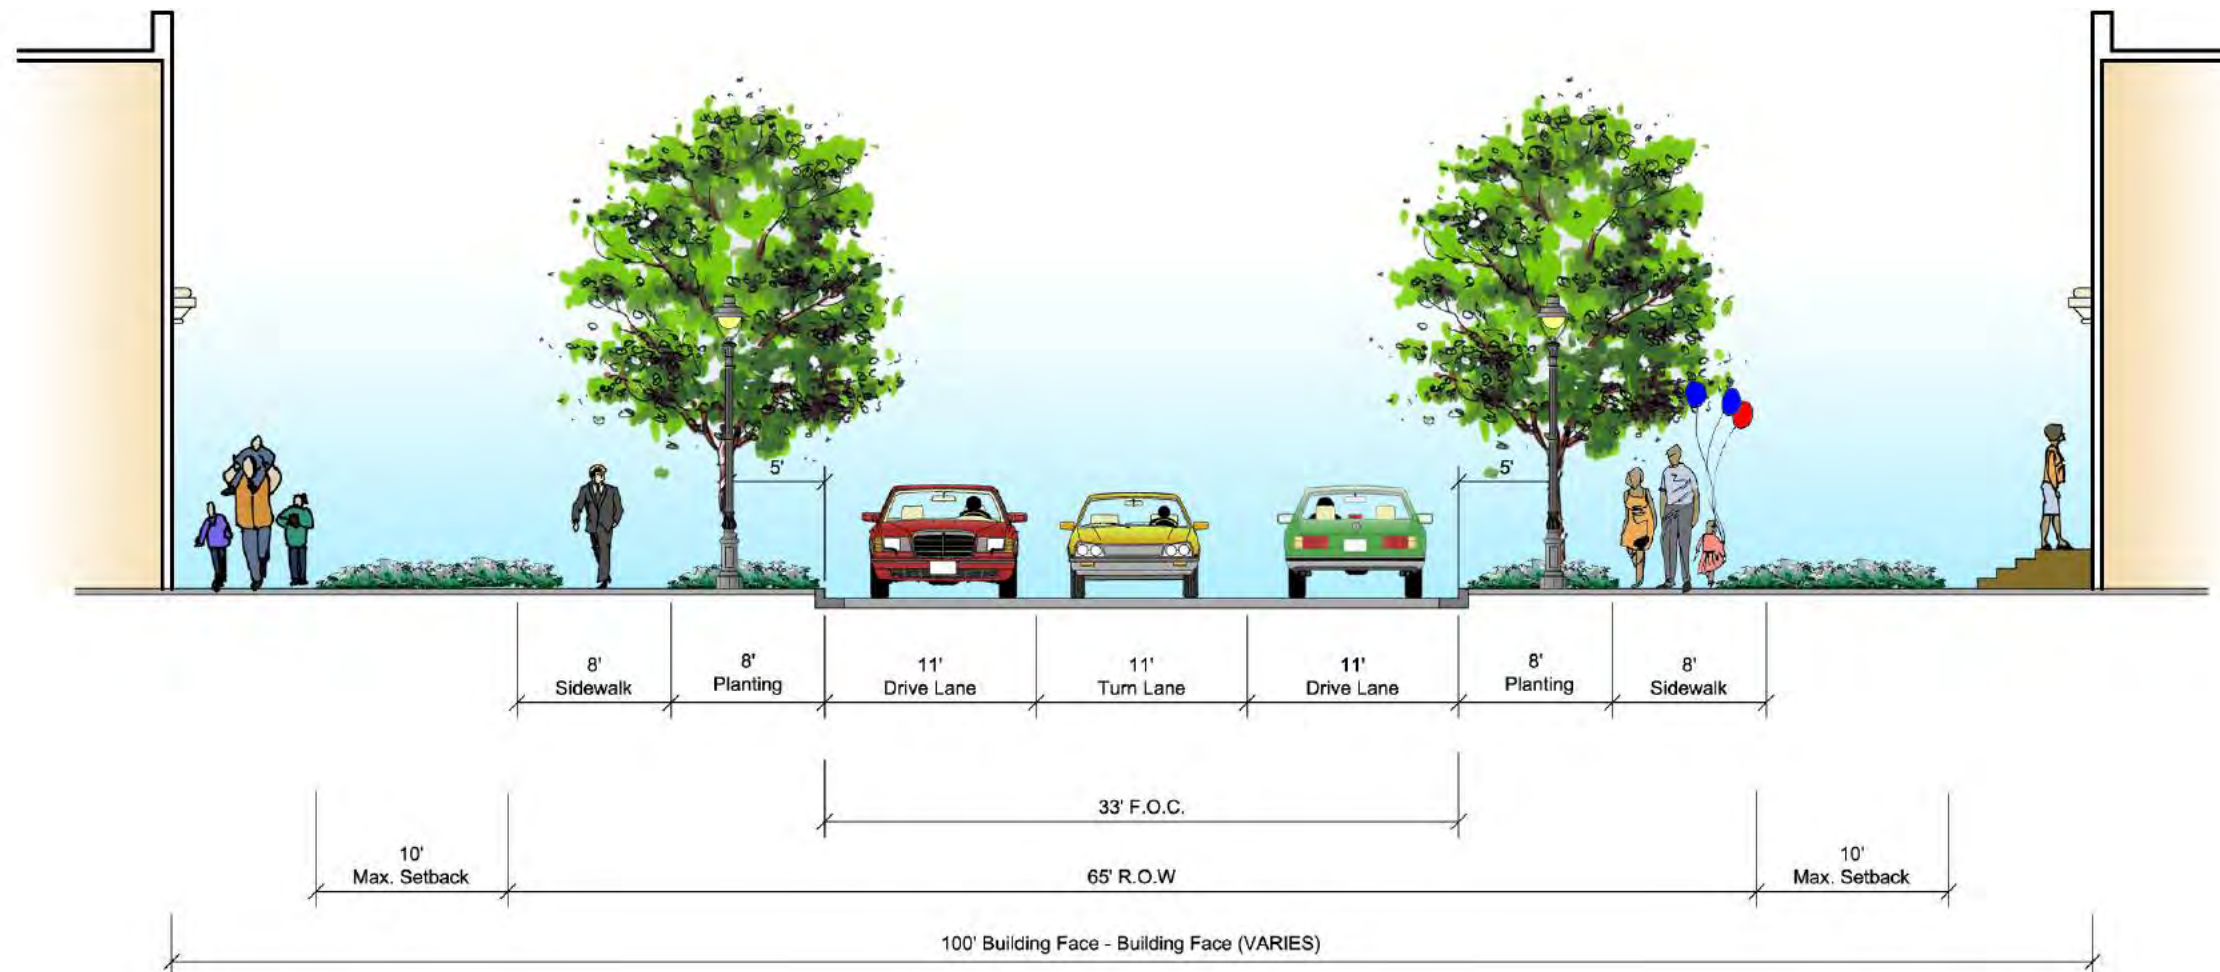 5'
5'
8'
Sidewalk
8'
Planting
11'
Drive Lane
11'
Turn Lane
11'
Drive Lane
8'
Planting
8'
Sidewalk
33' F.O.C.
10'
Max. Setback
65' R.O.W
10'
Max. Setback
100' Building Face - Building Face (VARIES)